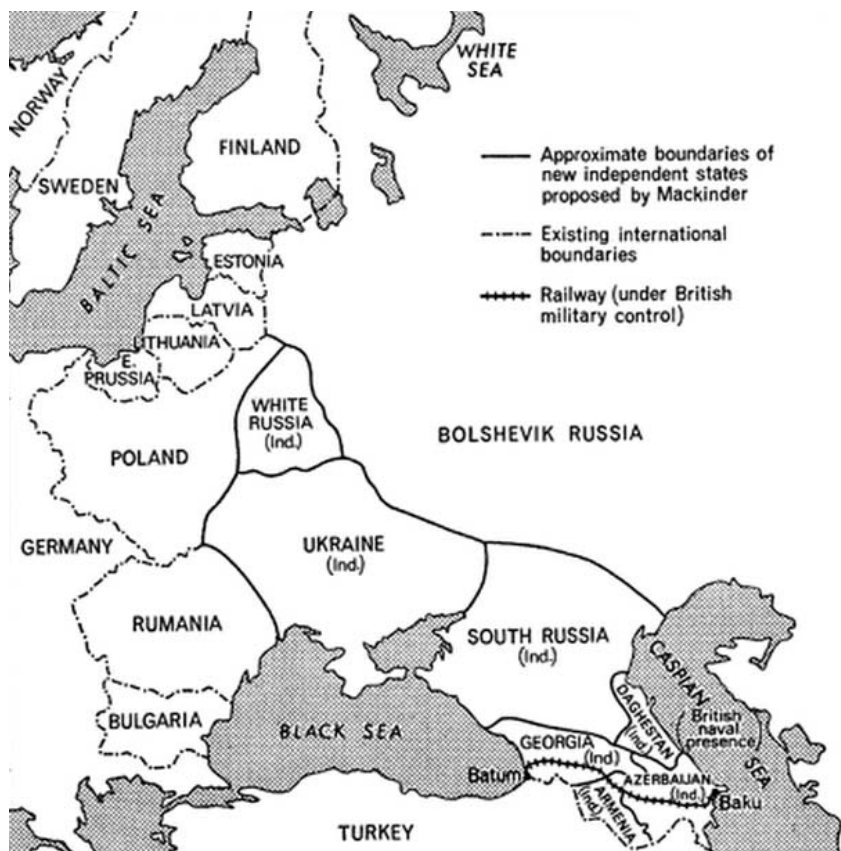 WHITE
SEA
NORWAY
FINLAND
SWEDEN
BALTIC SEA
ESTONIA
LATVIA
LITHUANIA
E.
PRUSSIA
Approximate boundaries of
new independent states
proposed by Mackinder
Existing international
boundaries
Railway (under British
military control)
WHITE
RUSSIA
(Ind.)
BOLSHEVIK RUSSIA
POLAND
GERMANY
UKRAINE
(Ind.)
RUMANIA
SOUTH RUSSIA
(Ind.)
CASPIAN SEA
DAGHESTAN
(Ind.)
(British
naval
presence)
BULGARIA
BLACK SEA
GEORGIA
(Ind.)
Batum
AZERBAIJAN
(Ind.)
Baku
ARMENIA
(Ind.)
TURKEY